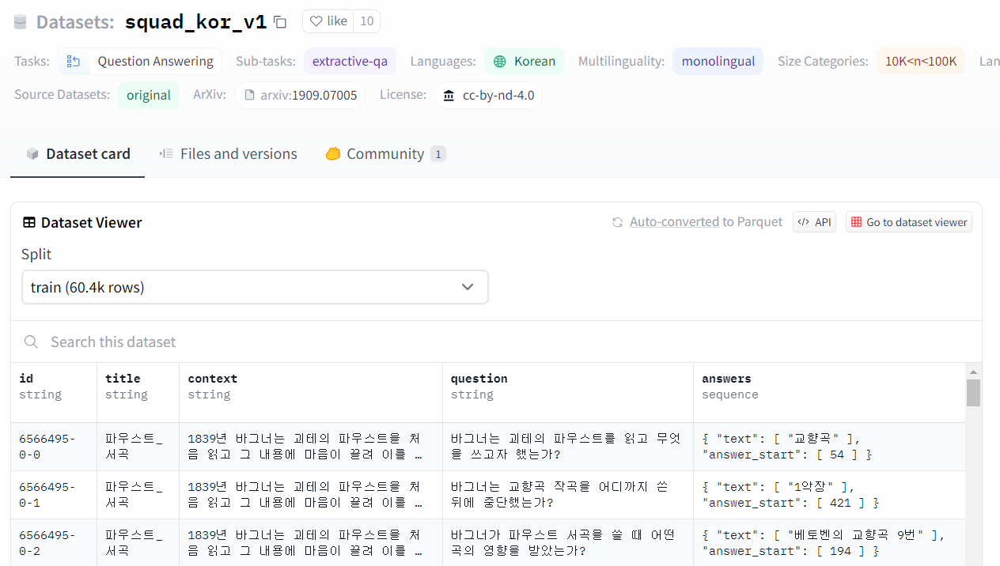 Datasets: squad_kor_v1 like 10
Tasks: Question Answering Sub-tasks: extractive-qa Languages: Korean Multilinguality: monolingual Size Categories: 10K<n<100K Lan
Source Datasets: original ArXiv: arxiv:1909.07005 License: cc-by-nd-4.0
Dataset card Files and versions Community 1
Dataset Viewer Auto-converted to Parquet API Go to dataset viewer
Split
train (60.4k rows)
Search this dataset
id title context question answers
string string string string sequence
6566495- 파우스트_ 1839년 바그너는 괴테의 파우스트을 처 바그너는 괴테의 파우스트를 읽고 무엇 { "text": [ "교향곡" ],
0-0 서곡 음 읽고 그 내용에 마음이 끌려 이를 … 을 쓰고자 했는가? "answer_start": [ 54 ] }
6566495- 파우스트_ 1839년 바그너는 괴테의 파우스트을 처 바그너는 교향곡 작곡을 어디까지 쓴 { "text": [ "1악장" ],
0-1 서곡 음 읽고 그 내용에 마음이 끌려 이를 … 뒤에 중단했는가? "answer_start": [ 421 ] }
6566495- 파우스트_ 1839년 바그너는 괴테의 파우스트을 처 바그너가 파우스트 서곡을 쓸 때 어떤 { "text": [ "베토벤의 교향곡 9번" ],
0-2 서곡 음 읽고 그 내용에 마음이 끌려 이를 … 곡의 영향을 받았는가? "answer_start": [ 194 ] }